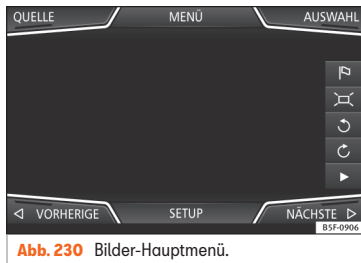 QUELLE MENÜ AUSWAHL
VORHERIGE SETUP NÄCHSTE
B5F-0906
Abb. 230 Bilder-Hauptmenü.